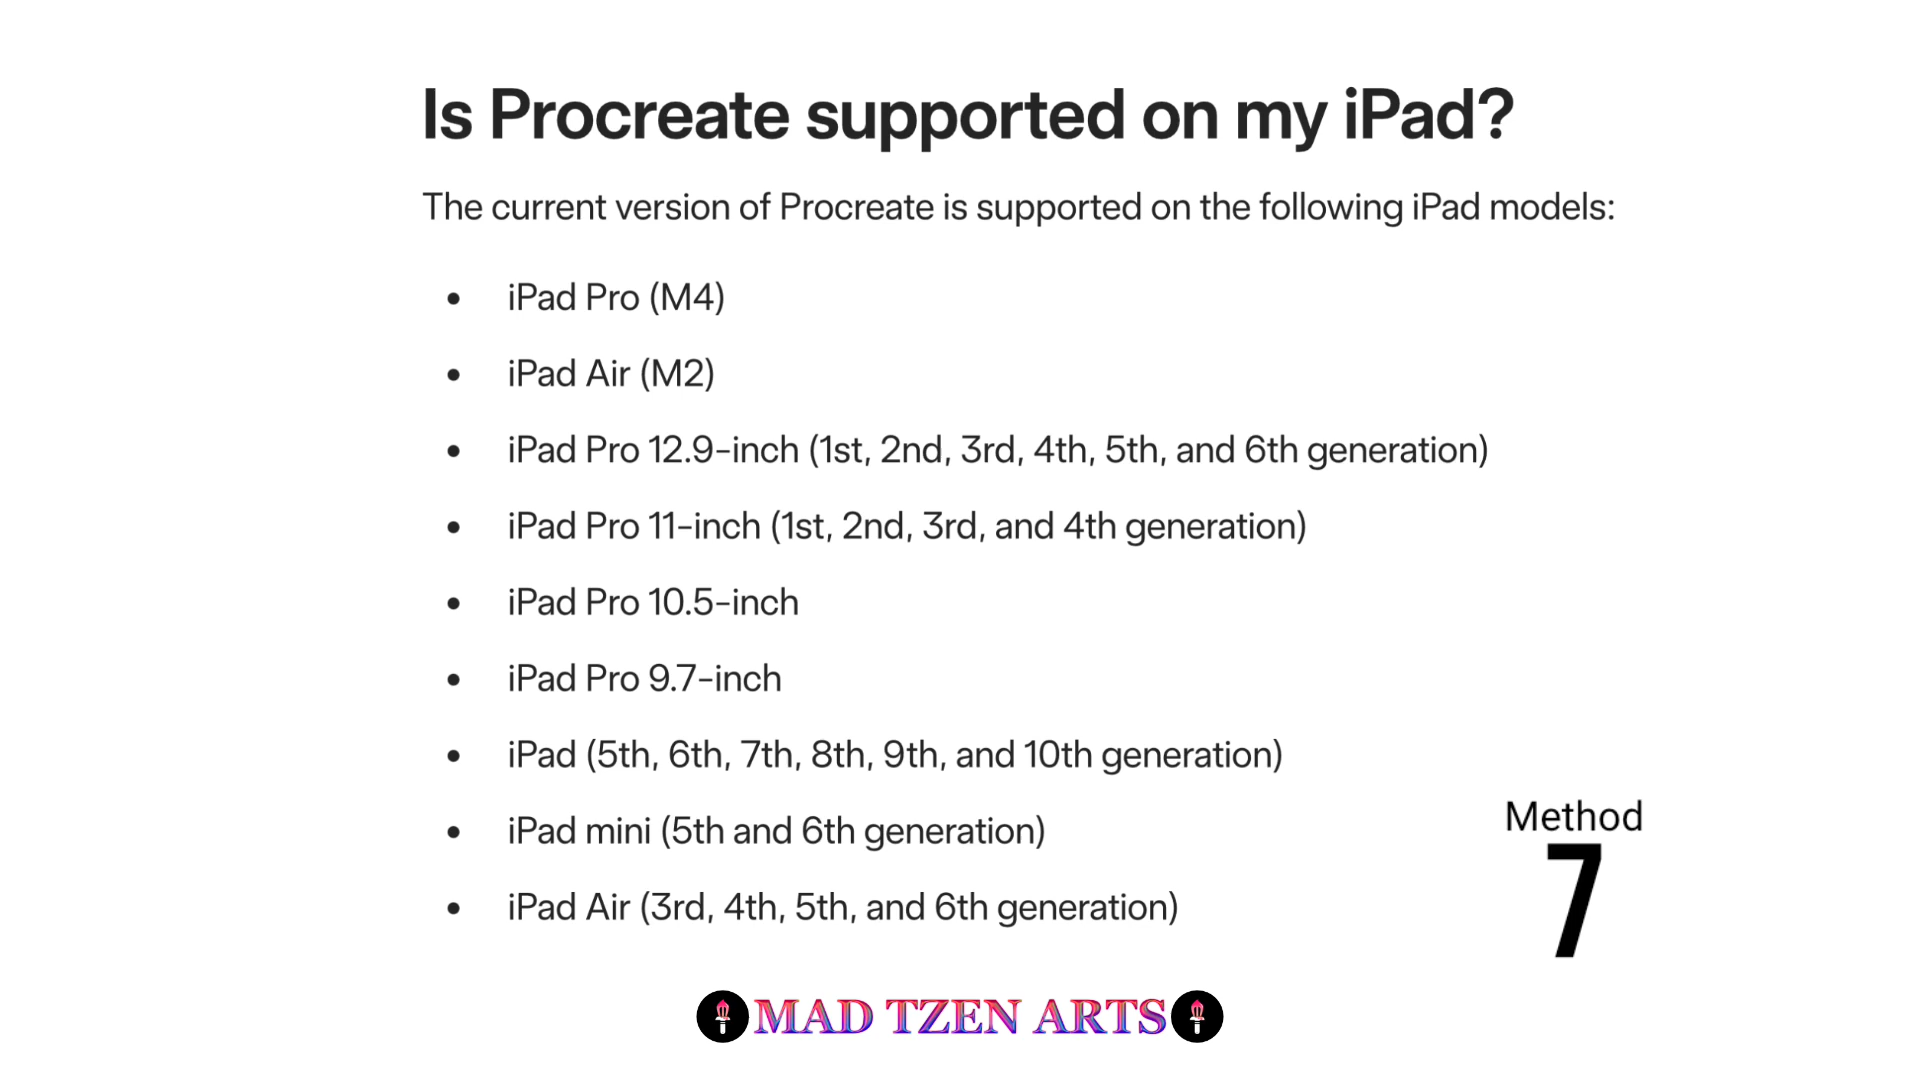 Is Procreate supported on my iPad?
The current version of Procreate is supported on the following iPad models:
• iPad Pro (M4)
• iPad Air (M2)
• iPad Pro 12.9-inch (1st, 2nd, 3rd, 4th, 5th, and 6th generation)
• iPad Pro 11-inch (1st, 2nd, 3rd, and 4th generation)
• iPad Pro 10.5-inch
• iPad Pro 9.7-inch
• iPad (5th, 6th, 7th, 8th, 9th, and 10th generation)
• iPad mini (5th and 6th generation)
• iPad Air (3rd, 4th, 5th, and 6th generation)
Method
7
MAD TZEN ARTS